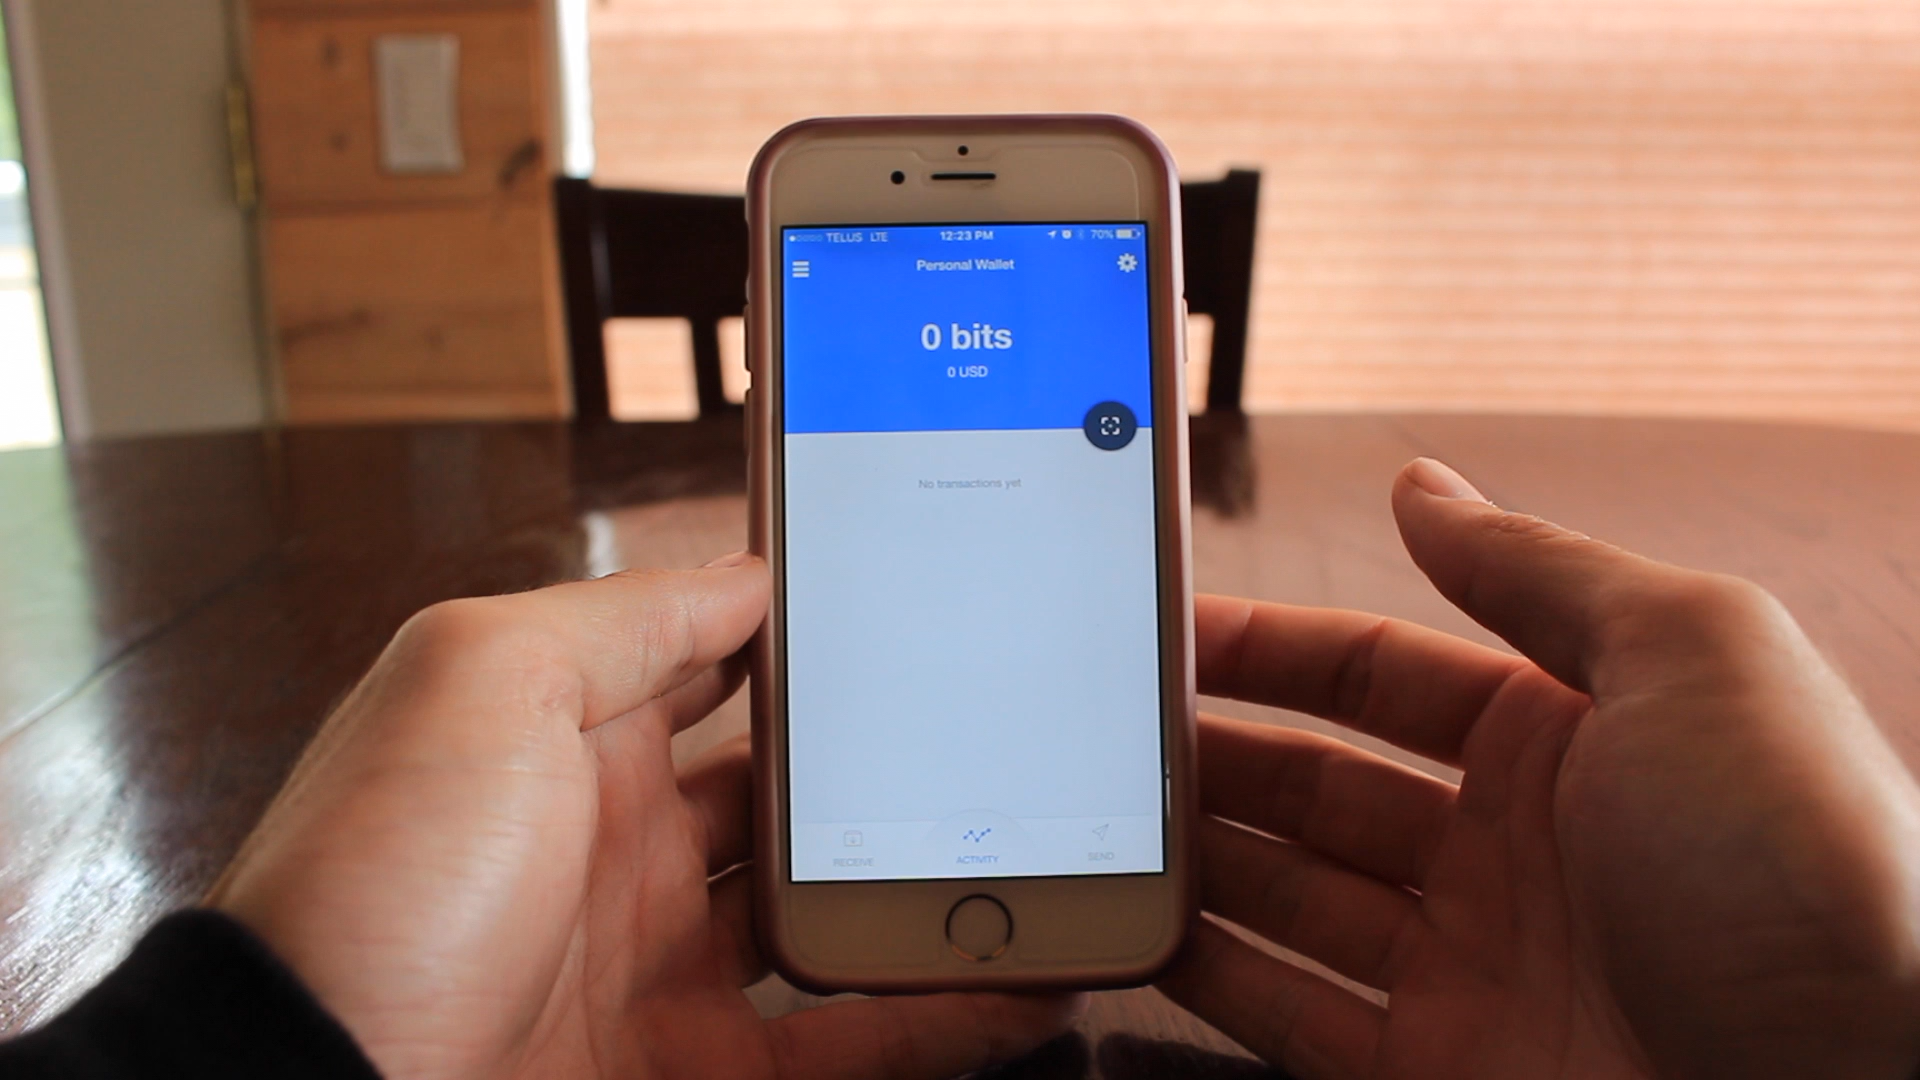 TELUS LTE 12:23 PM 70%
Personal Wallet
0 bits
0 USD
No transactions yet
RECEIVE ACTIVITY SEND